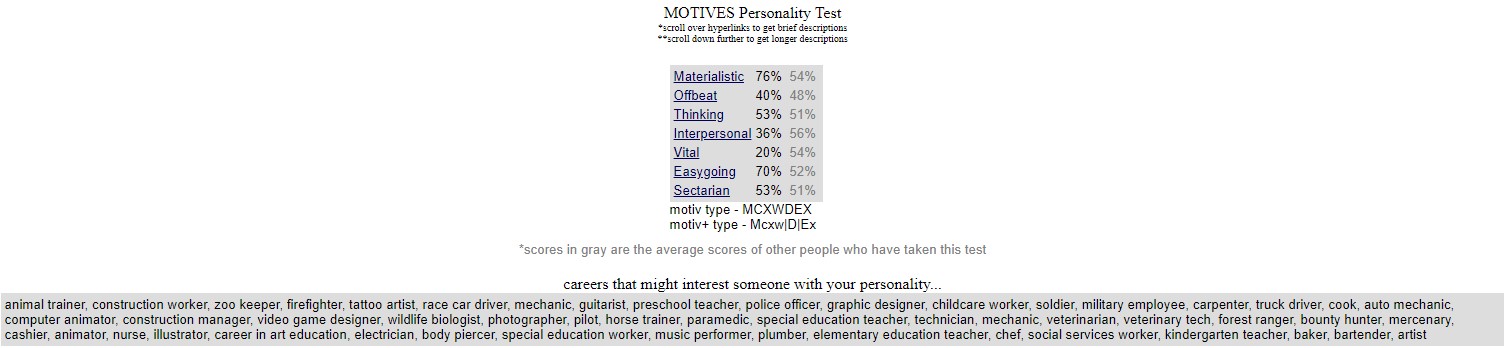 MOTIVES Personality Test
*scroll over hyperlinks to get brief descriptions
**scroll down further to get longer descriptions
Materialistic 76% 54%
Offbeat 40% 48%
Thinking 53% 51%
Interpersonal 36% 56%
Vital 20% 54%
Easygoing 70% 52%
Sectarian 53% 51%
motiv type - MCXWDEX
motiv+ type - Mcxw|D|Ex
*scores in gray are the average scores of other people who have taken this test
careers that might interest someone with your personality...
animal trainer, construction worker, zoo keeper, firefighter, tattoo artist, race car driver, mechanic, guitarist, preschool teacher, police officer, graphic designer, childcare worker, soldier, military employee, carpenter, truck driver, cook, auto mechanic,
computer animator, construction manager, video game designer, wildlife biologist, photographer, pilot, horse trainer, paramedic, special education teacher, technician, mechanic, veterinarian, veterinary tech, forest ranger, bounty hunter, mercenary,
cashier, animator, nurse, illustrator, career in art education, electrician, body piercer, special education worker, music performer, plumber, elementary education teacher, chef, social services worker, kindergarten teacher, baker, bartender, artist